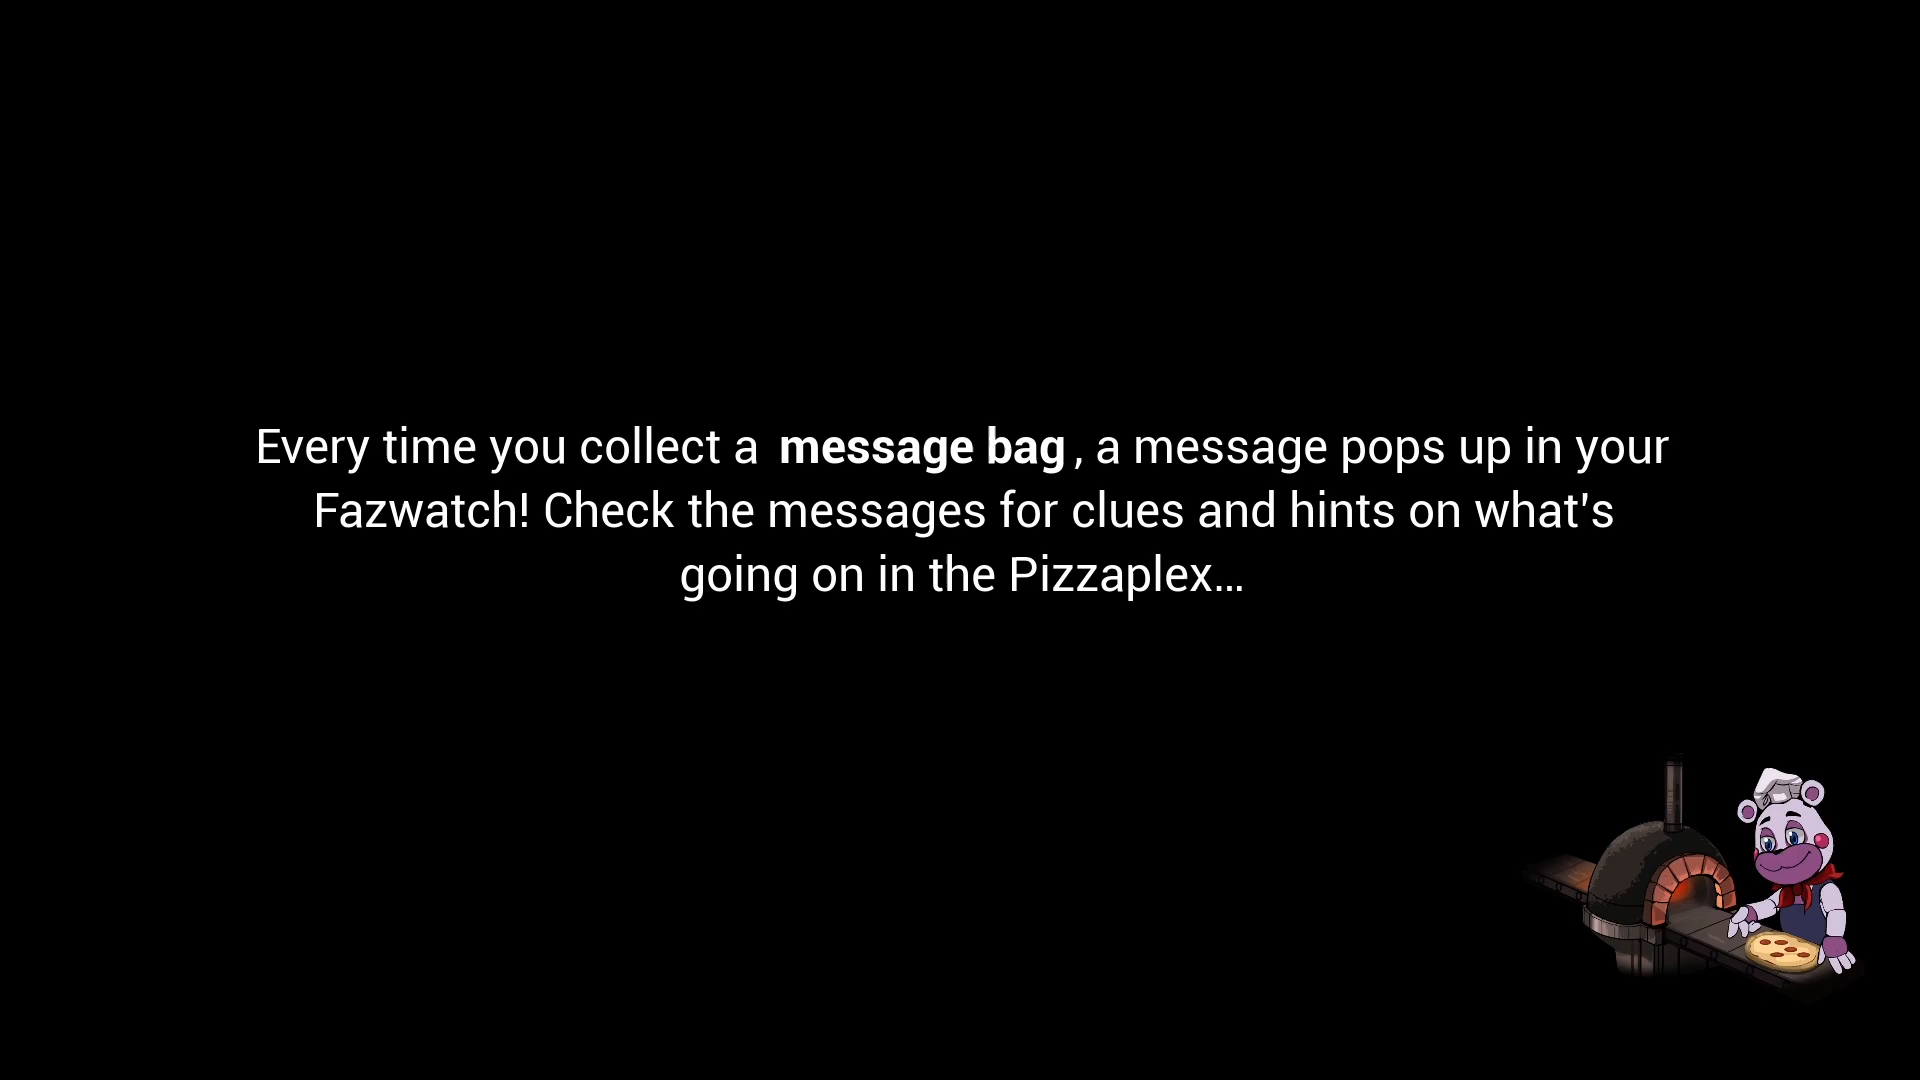 Every time you collect a message bag, a message pops up in your
Fazwatch! Check the messages for clues and hints on what's
going on in the Pizzaplex...